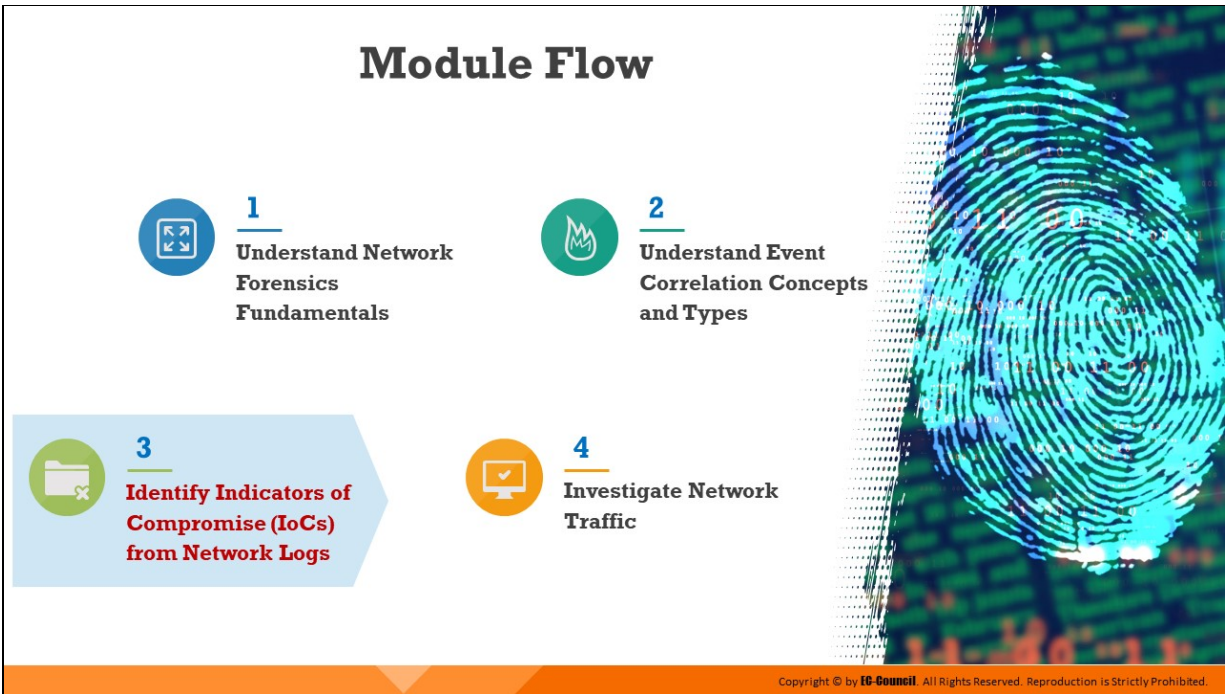 Module Flow
1
Understand Network
Forensics
Fundamentals
2
Understand Event
Correlation Concepts
and Types
3
Identify Indicators of
Compromise (IoCs)
from Network Logs
4
Investigate Network
Traffic
Copyright © by EC-Council. All Rights Reserved. Reproduction is Strictly Prohibited.